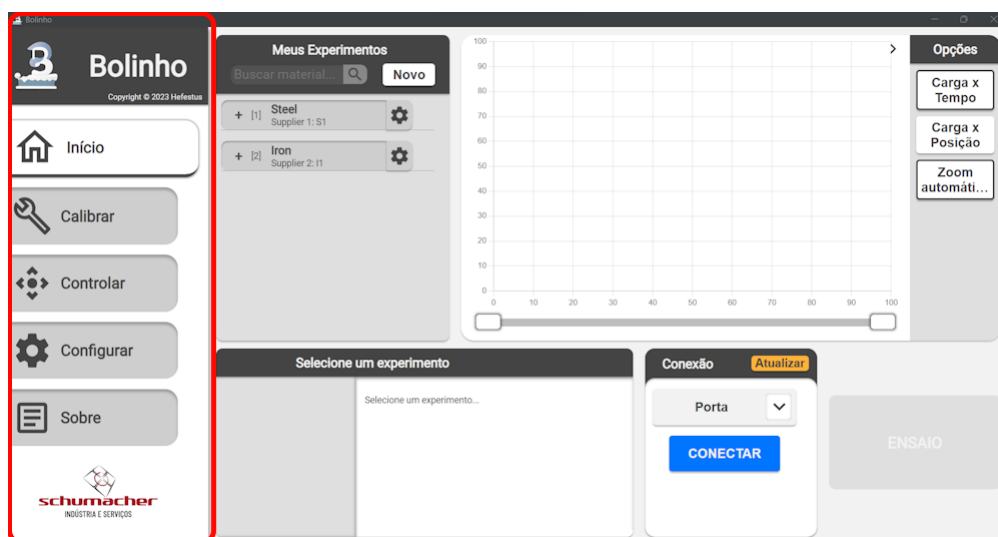 Bolinho
Bolinho
Copyright © 2023 Hefestus
Início
Calibrar
Controlar
Configurar
Sobre
schumacher
INDÚSTRIA E SERVIÇOS
Meus Experimentos
Buscar material...
Novo
+ [1] Steel
Supplier 1: S1
+ [2] Iron
Supplier 2: I1
100
90
80
70
60
50
40
30
20
10
0
0 10 20 30 40 50 60 70 80 90 100
Opções
Carga x
Tempo
Carga x
Posição
Zoom
automáti...
Selecione um experimento
Selecione um experimento...
Conexão
Atualizar
Porta
CONECTAR
ENSAIO